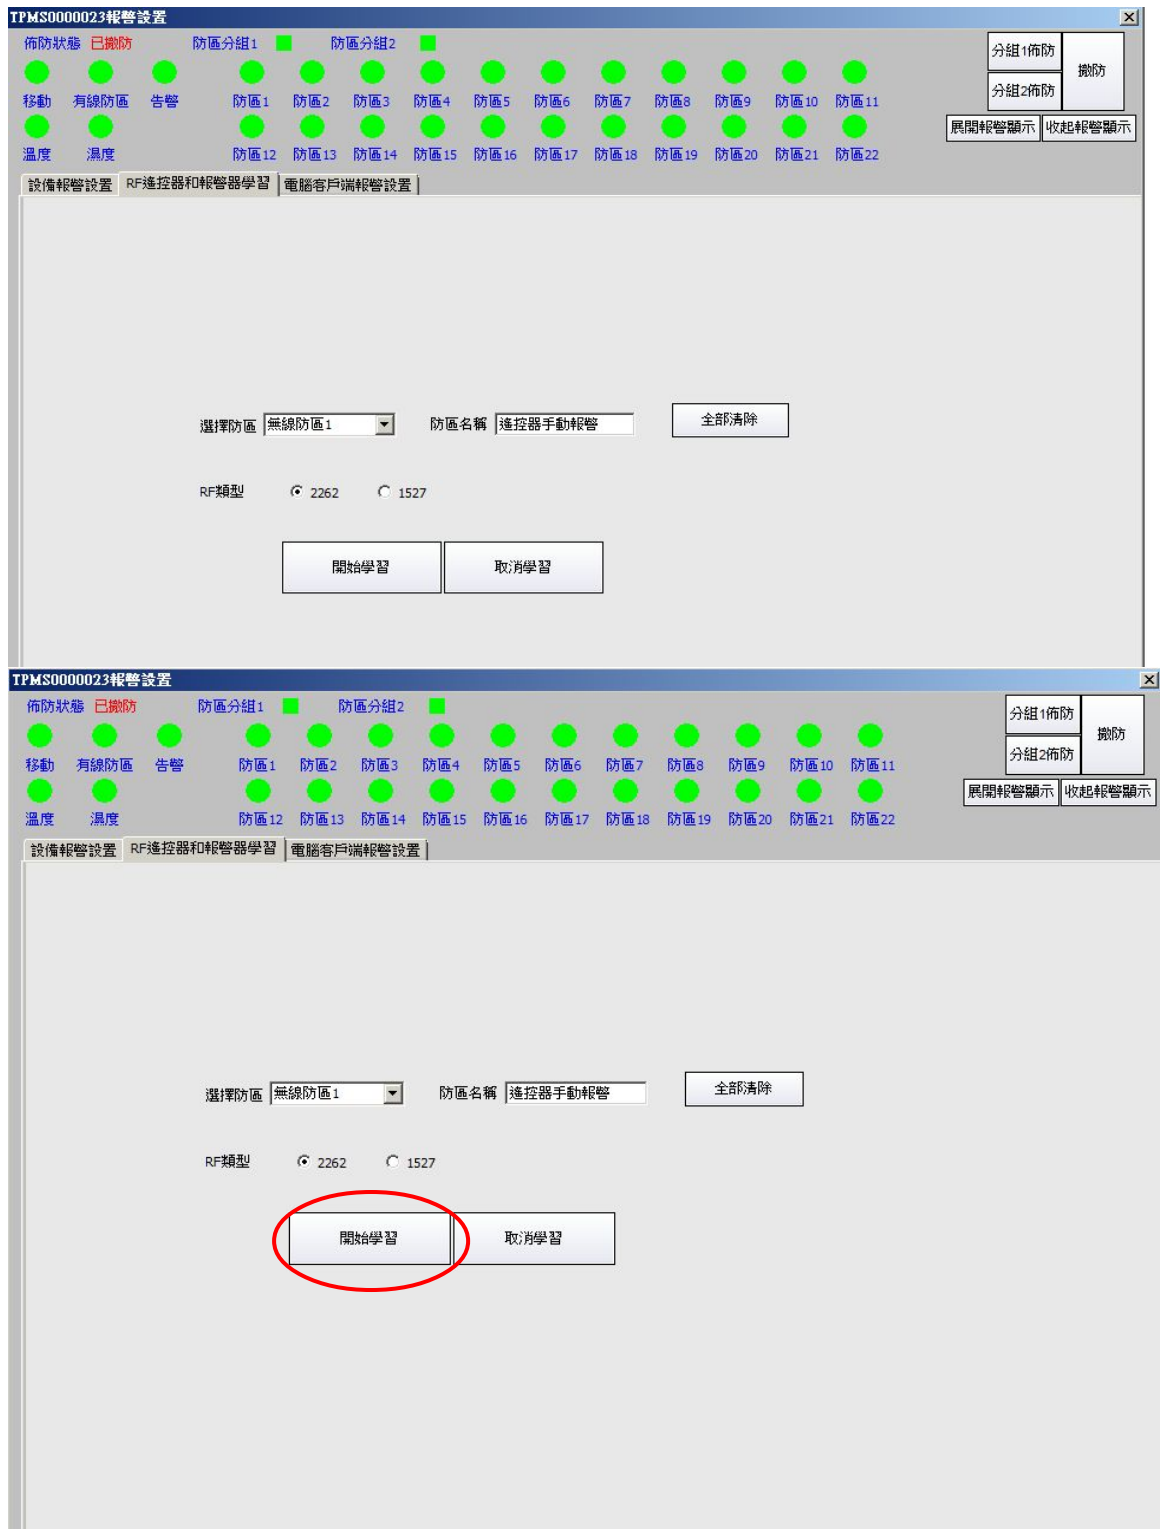 TPMS0000023報警設置
佈防狀態 已撤防 防區分組1 防區分組2
分組1佈防
撤防
分組2佈防
移動 有線防區 告警 防區1 防區2 防區3 防區4 防區5 防區6 防區7 防區8 防區9 防區10 防區11
展開報警顯示 收起報警顯示
溫度 濕度 防區12 防區13 防區14 防區15 防區16 防區17 防區18 防區19 防區20 防區21 防區22
設備報警設置 RF遙控器和報警器學習 電腦客戶端報警設置
選擇防區 無線防區1 防區名稱 遙控器手動報警 全部清除
RF類型 2262 1527
開始學習 取消學習
TPMS0000023報警設置
佈防狀態 已撤防 防區分組1 防區分組2
分組1佈防
撤防
分組2佈防
移動 有線防區 告警 防區1 防區2 防區3 防區4 防區5 防區6 防區7 防區8 防區9 防區10 防區11
展開報警顯示 收起報警顯示
溫度 濕度 防區12 防區13 防區14 防區15 防區16 防區17 防區18 防區19 防區20 防區21 防區22
設備報警設置 RF遙控器和報警器學習 電腦客戶端報警設置
選擇防區 無線防區1 防區名稱 遙控器手動報警 全部清除
RF類型 2262 1527
開始學習 取消學習